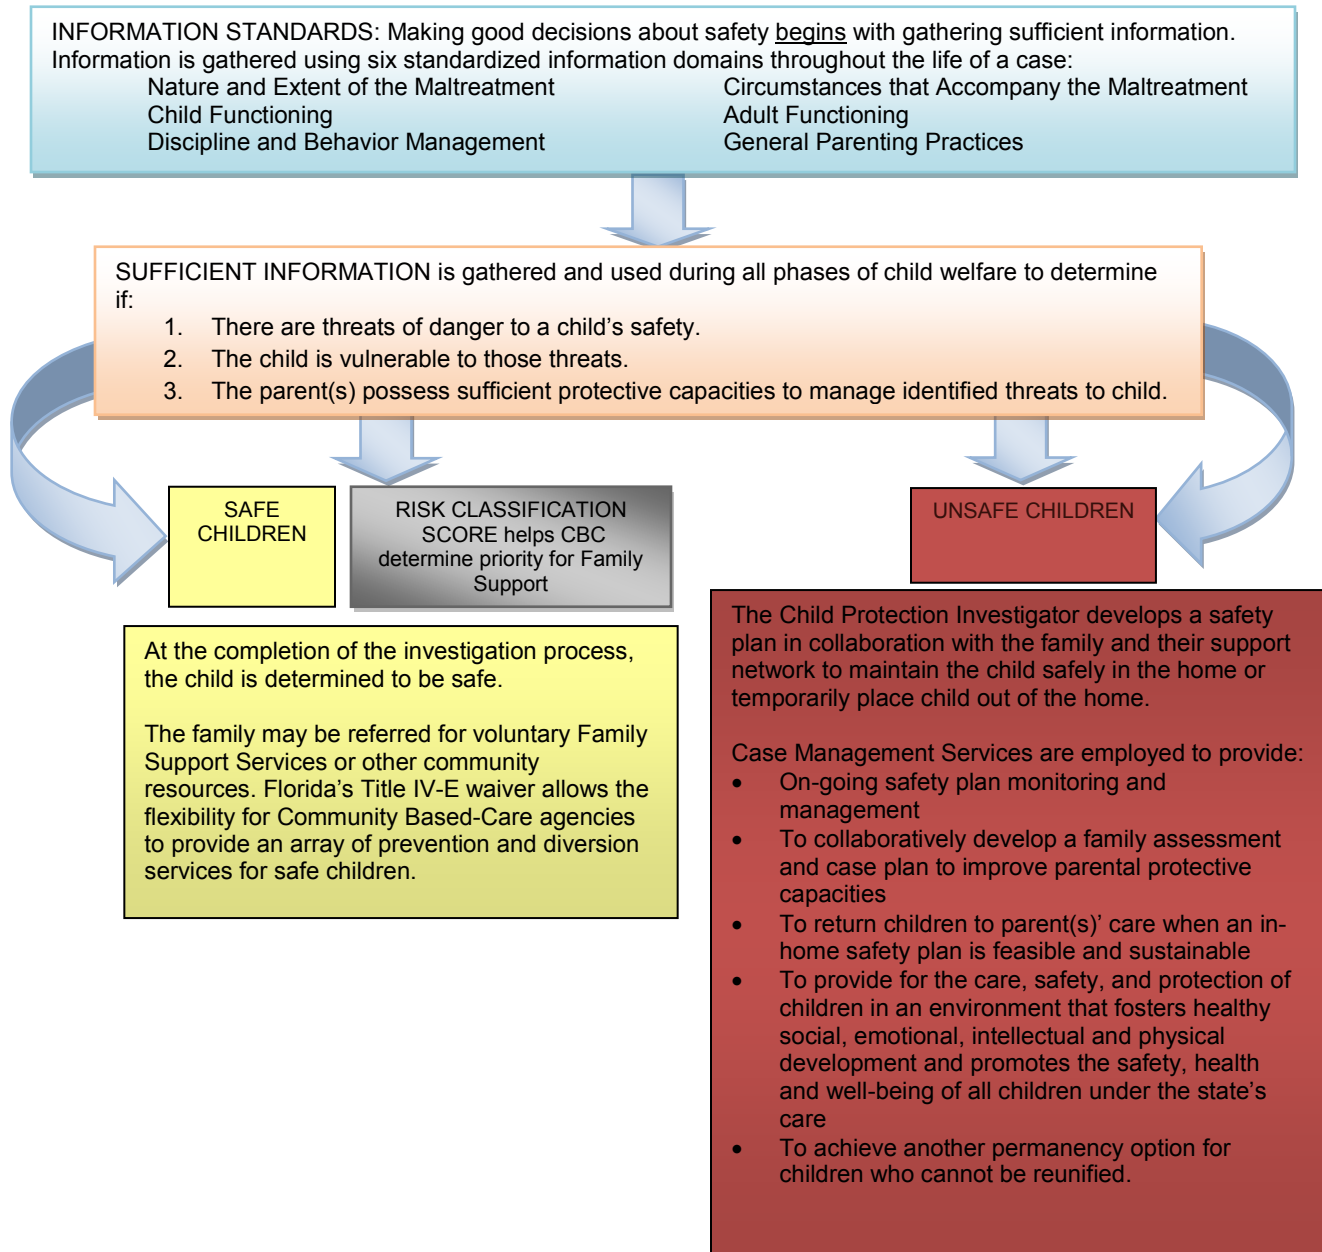 INFORMATION STANDARDS: Making good decisions about safety begins with gathering sufficient information.
Information is gathered using six standardized information domains throughout the life of a case:
Nature and Extent of the Maltreatment
Circumstances that Accompany the Maltreatment
Child Functioning
Adult Functioning
Discipline and Behavior Management
General Parenting Practices
SUFFICIENT INFORMATION is gathered and used during all phases of child welfare to determine
if:
1. There are threats of danger to a child's safety.
2. The child is vulnerable to those threats.
3. The parent(s) possess sufficient protective capacities to manage identified threats to child.
SAFE
CHILDREN
RISK CLASSIFICATION
SCORE helps CBC
determine priority for Family
Support
At the completion of the investigation process,
the child is determined to be safe.
The family may be referred for voluntary Family
Support Services or other community
resources. Florida's Title IV-E waiver allows the
flexibility for Community Based-Care agencies
to provide an array of prevention and diversion
services for safe children.
UNSAFE CHILDREN
The Child Protection Investigator develops a safety
plan in collaboration with the family and their support
network to maintain the child safely in the home or
temporarily place child out of the home.
Case Management Services are employed to provide:
• On-going safety plan monitoring and
management
• To collaboratively develop a family assessment
and case plan to improve parental protective
capacities
• To return children to parent(s)' care when an in-
home safety plan is feasible and sustainable
• To provide for the care, safety, and protection of
children in an environment that fosters healthy
social, emotional, intellectual and physical
development and promotes the safety, health
and well-being of all children under the state's
care
• To achieve another permanency option for
children who cannot be reunified.